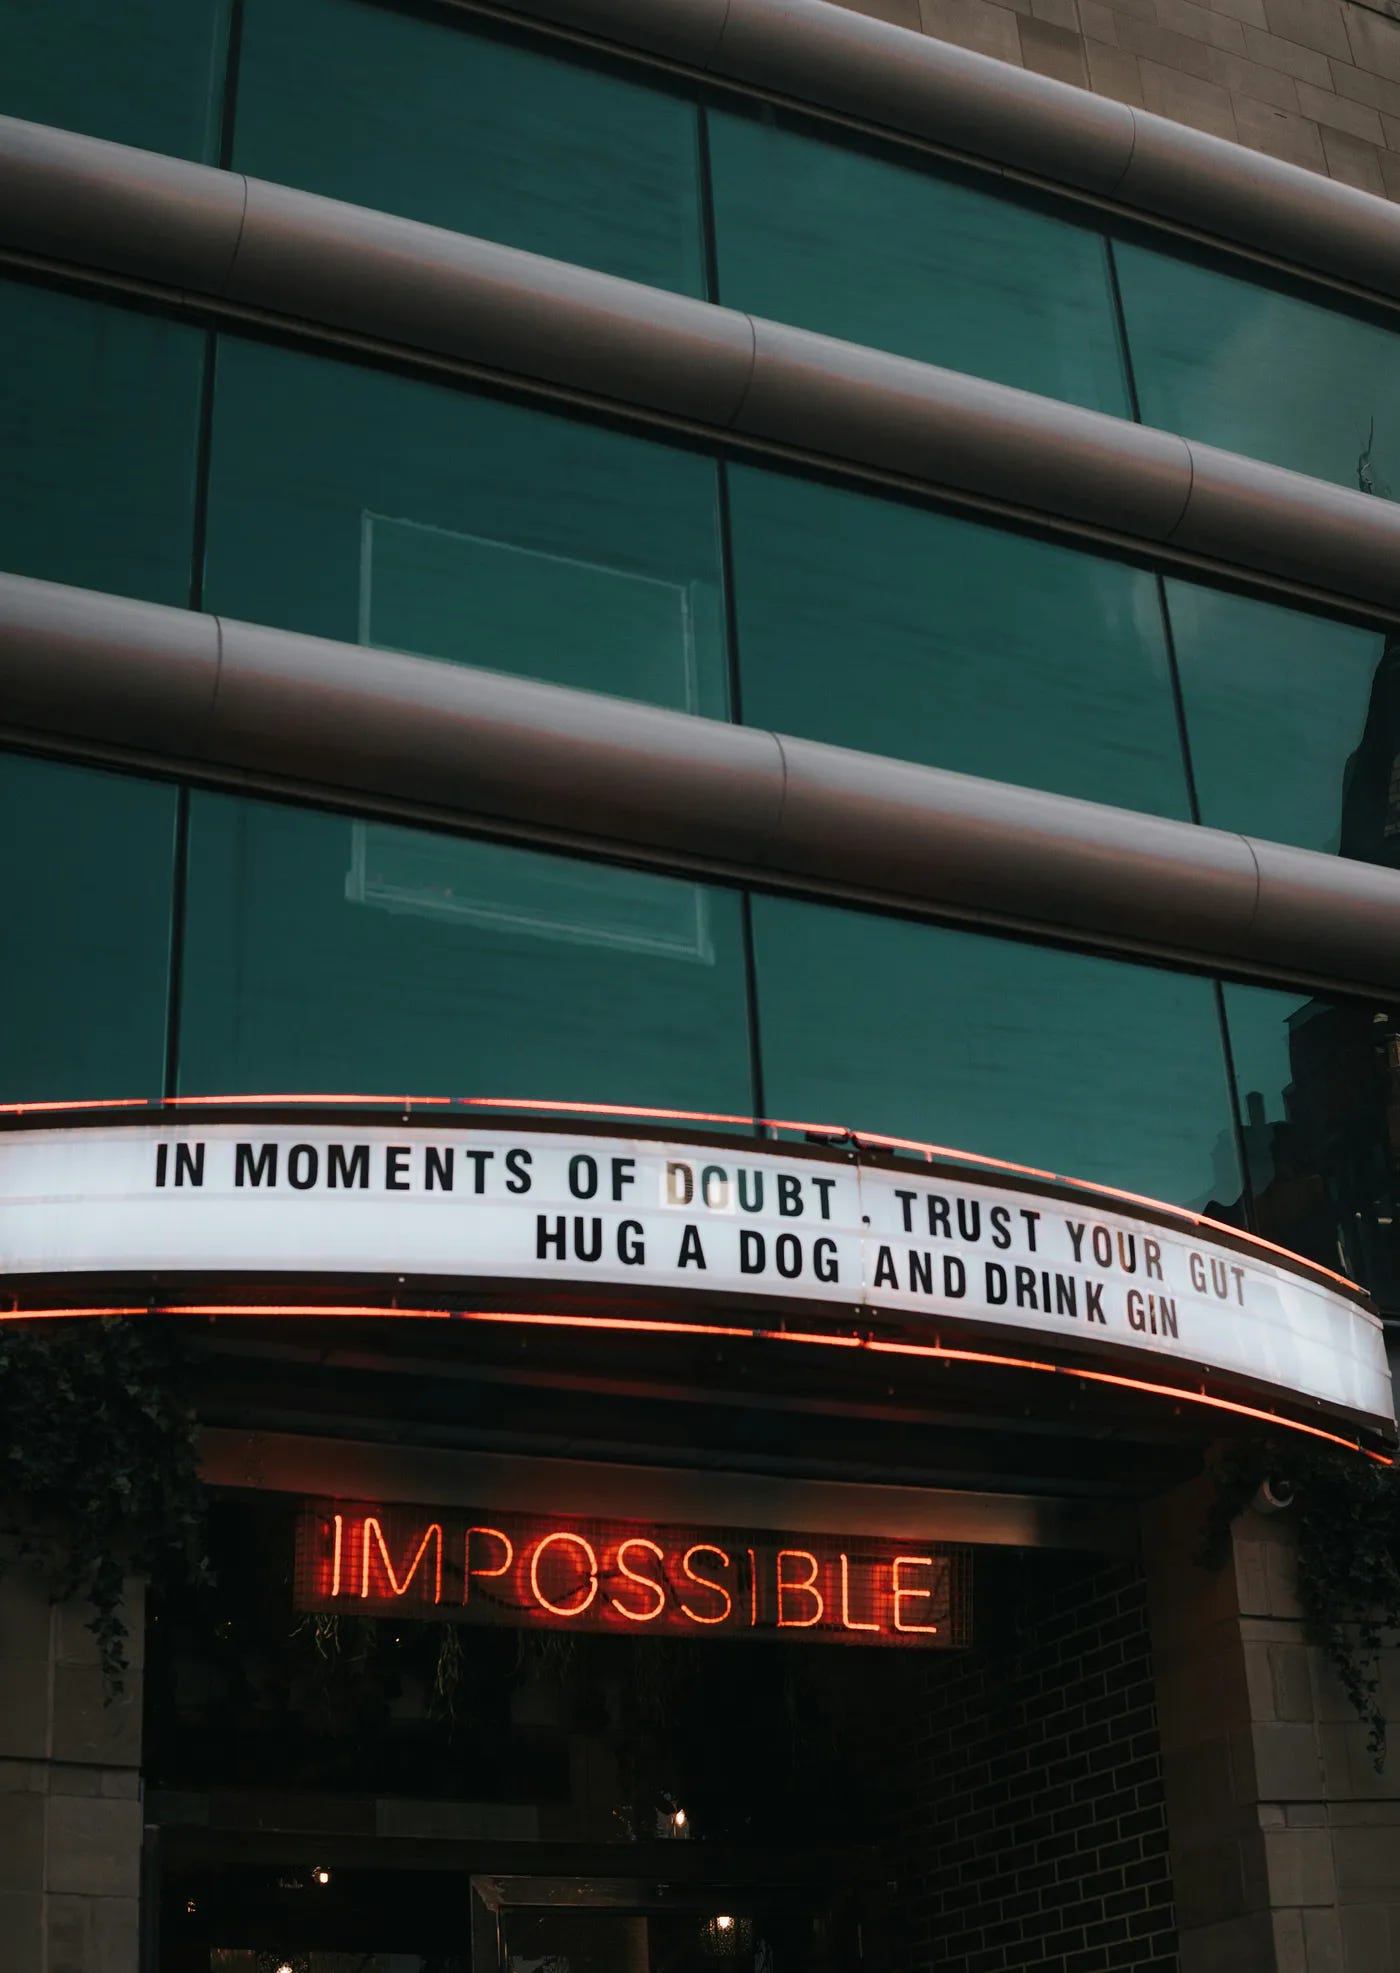 IN MOMENTS OF DOUBT . TRUST YOUR GUT
HUG A DOG AND DRINK GIN
IMPOSSIBLE